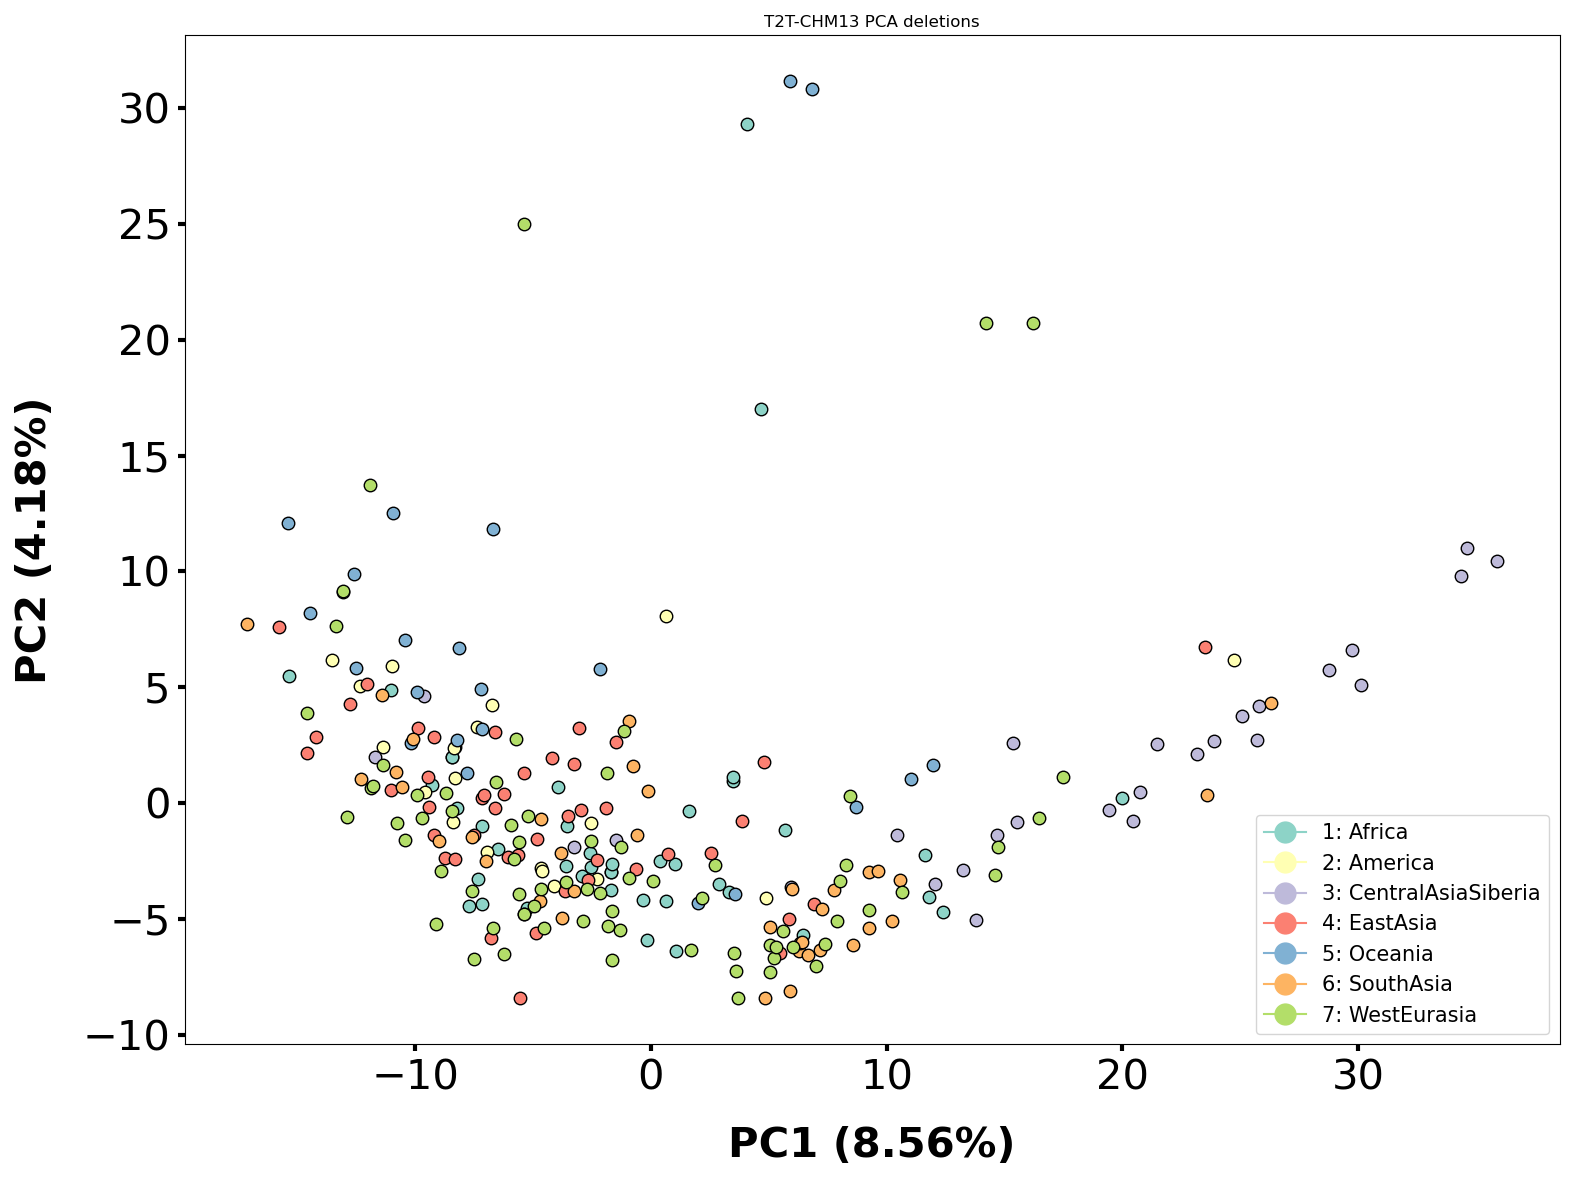 T2T-CHM13 PCA deletions
30
25
20
15
10
5
0
−5
−10
PC2 (4.18%)
−10 0 10 20 30
PC1 (8.56%)
1: Africa
2: America
3: CentralAsiaSiberia
4: EastAsia
5: Oceania
6: SouthAsia
7: WestEurasia